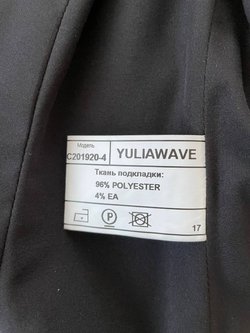 Модель
C201920-4 YULIAWAVE
Ткань подкладки:
96% POLYESTER
4% EA
P
17